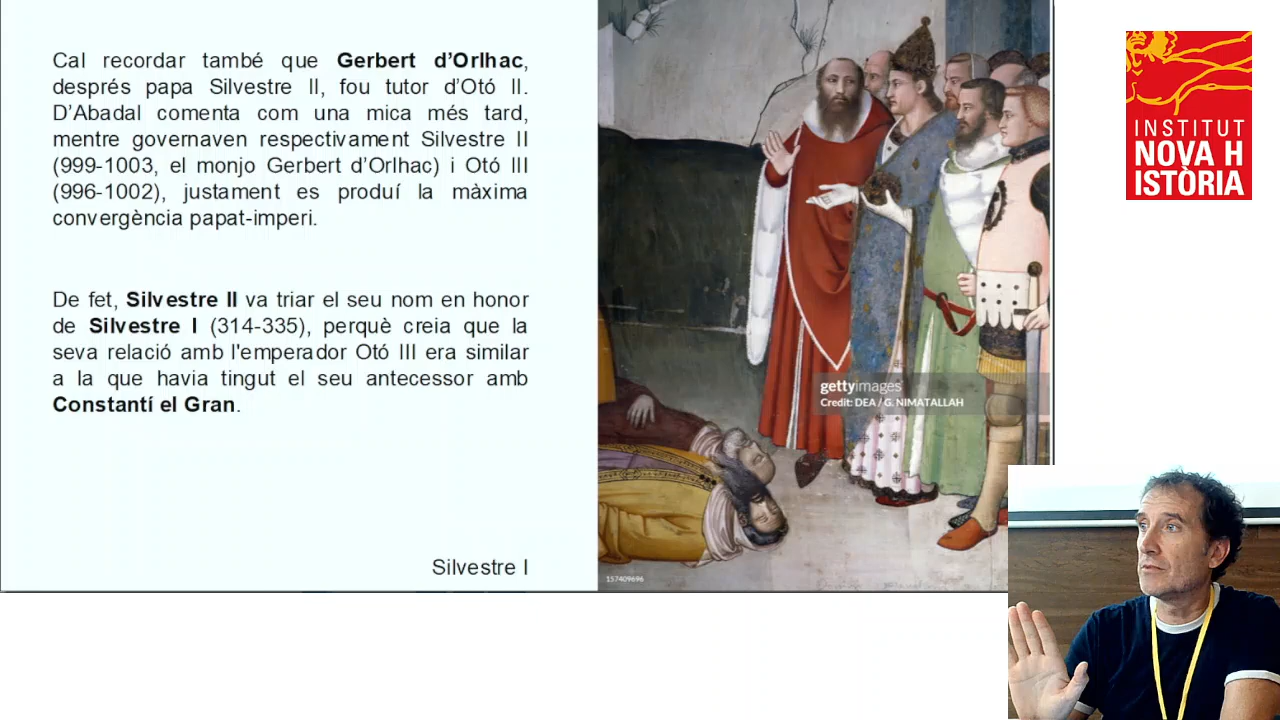 Cal recordar també que Gerbert d'Orlhac,
després papa Silvestre II, fou tutor d'Otó II.
D'Abadal comenta com una mica més tard,
mentre governaven respectivament Silvestre II
(999-1003, el monjo Gerbert d'Orlhac) i Otó III
(996-1002), justament es produí la màxima
convergència papat-imperi.
De fet, Silvestre II va triar el seu nom en honor
de Silvestre I (314-335), perquè creia que la
seva relació amb l'emperador Otó III era similar
a la que havia tingut el seu antecessor amb
Constantí el Gran.
Silvestre I
gettyimages
Credit: DEA / G. NIMATALLAH
157409696
INSTITUT
NOVA H
ISTÒRIA